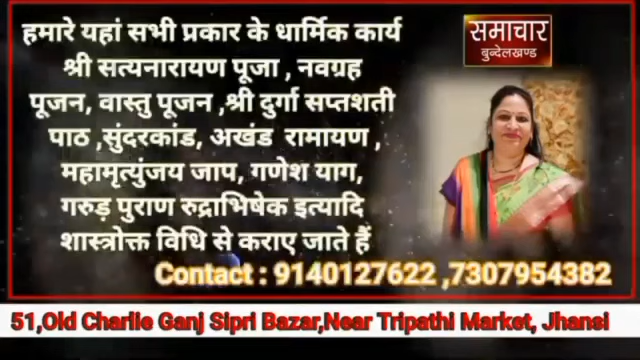 हमारे यहां सभी प्रकार के धार्मिक कार्य
श्री सत्यनारायण पूजा , नवग्रह
पूजन, वास्तु पूजन ,श्री दुर्गा सप्तशती
पाठ ,सुंदरकांड, अखंड रामायण ,
महामृत्युंजय जाप, गणेश याग,
गरुड़ पुराण रुद्राभिषेक इत्यादि
शास्त्रोक्त विधि से कराए जाते हैं
समाचार
बुन्देलखण्ड
Contact : 9140127622 ,7307954382
51,Old Charlie Ganj Sipri Bazar,Near Tripathi Market, Jhansi